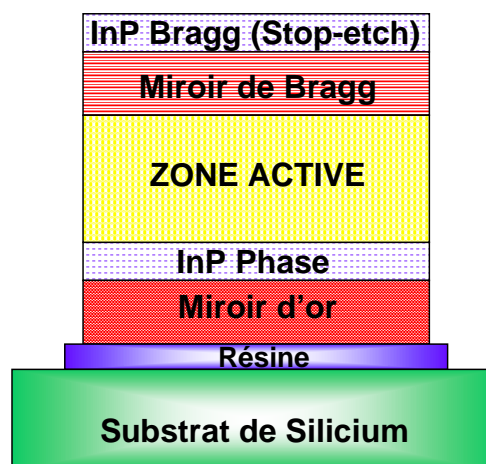 InP Bragg (Stop-etch)
Miroir de Bragg
ZONE ACTIVE
InP Phase
Miroir d’or
Résine
Substrat de Silicium